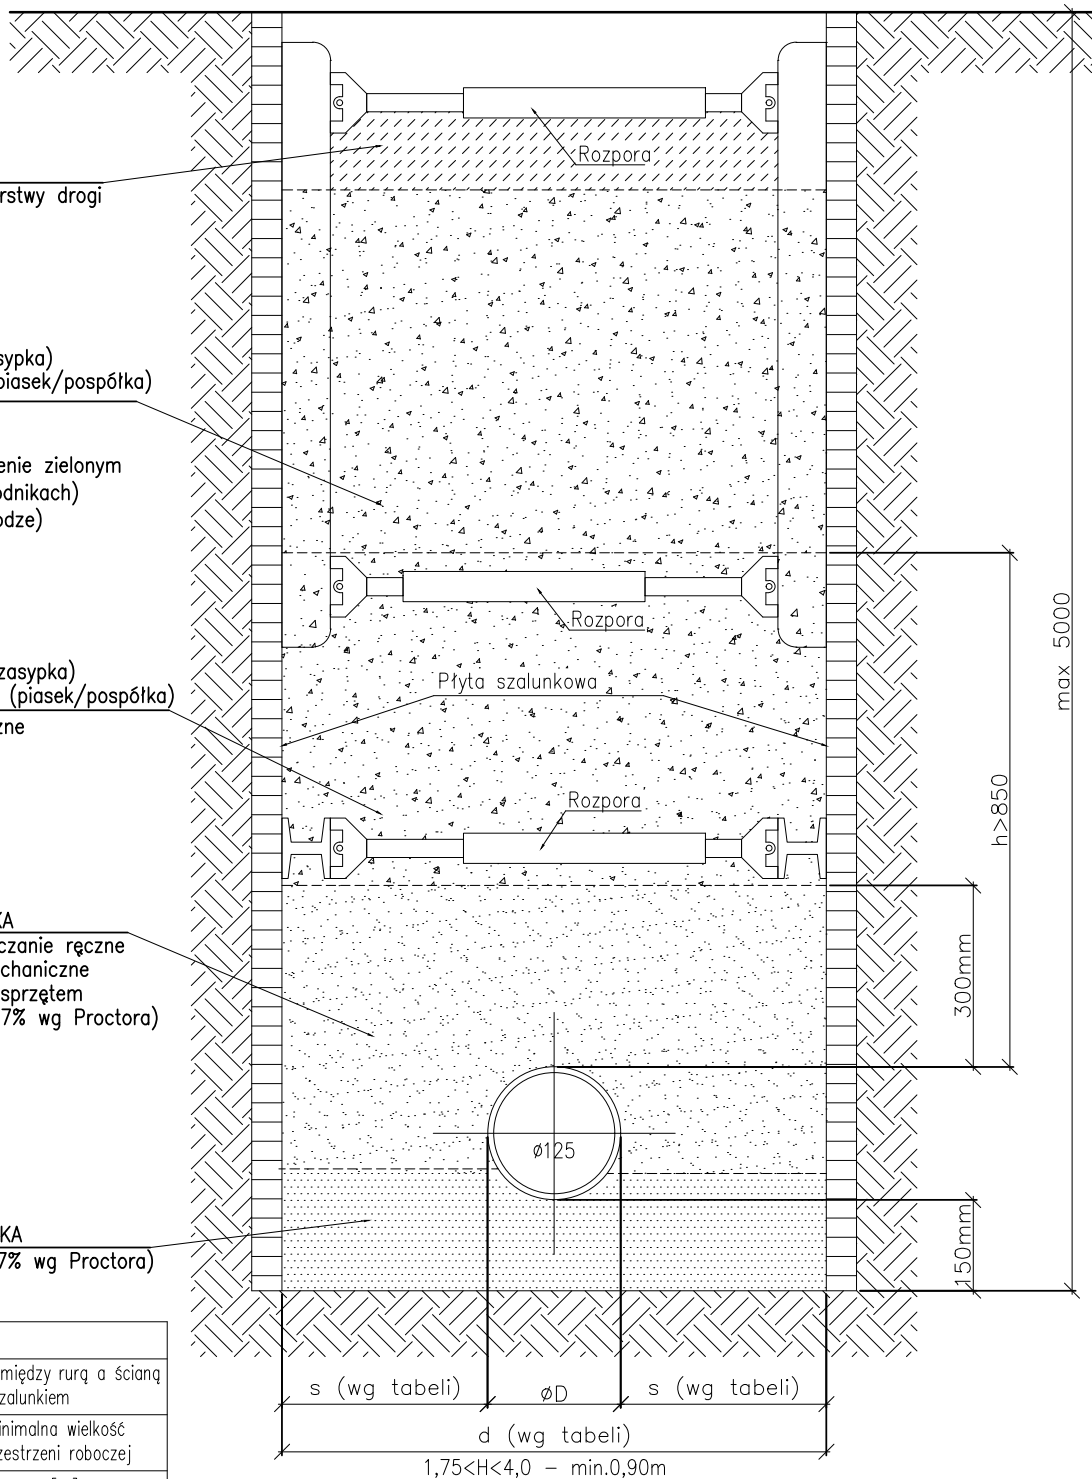 Rozpora
rstwy drogi
sypka)
piasek/pospółka)
enie zielonym
odnikach)
odze)
Rozpora
zasypka)
(piasek/pospółka)
zne
Płyta szalunkowa
Rozpora
KA
czanie ręczne
chaniczne
sprzętem
7% wg Proctora)
ø125
KA
7% wg Proctora)
max 5000
h>850
300mm
150mm
między rurą a ścianą
zalunkiem
inimalna wielkość
zestrzeni roboczej
s (wg tabeli)
øD
s (wg tabeli)
d (wg tabeli)
1,75<H<4,0 – min.0,90m